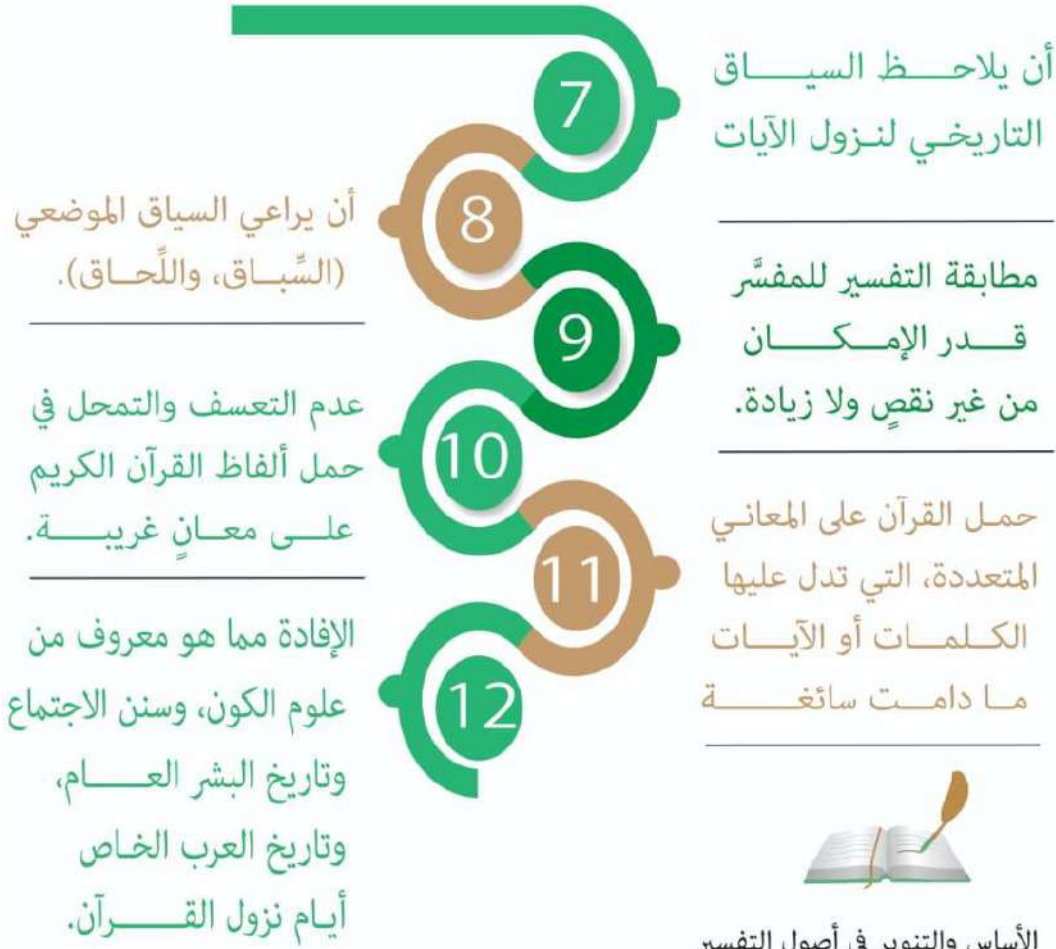 7
أن يلاحظ السياق
التاريخي لنزول الآيات
8
أن يراعي السياق الموضعي
(السِّباق، واللِّحاق).
9
مطابقة التفسير للمفسَّر
قدر الإمكان
من غير نقصٍ ولا زيادة.
10
عدم التعسف والتمحل في
حمل ألفاظ القرآن الكريم
على معانٍ غريبة.
11
حمل القرآن على المعاني
المتعددة، التي تدل عليها
الكلمات أو الآيات
ما دامت سائغة
12
الإفادة مما هو معروف من
علوم الكون، وسنن الاجتماع
وتاريخ البشر العام،
وتاريخ العرب الخاص
أيام نزول القرآن.
الأساس والتنوير في أصول التفسير